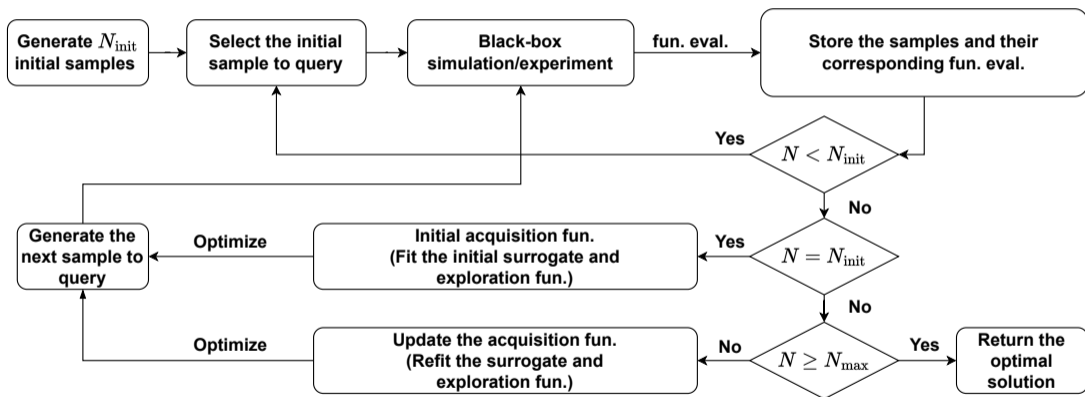 Generate N_init
initial samples
Select the initial
sample to query
Black-box
simulation/experiment
fun. eval.
Store the samples and their
corresponding fun. eval.
Yes
N < N_init
No
Generate the
next sample to
query
Optimize
Initial acquisition fun.
(Fit the initial surrogate and
exploration fun.)
Yes
N = N_init
No
Optimize
Update the acquisition fun.
(Refit the surrogate and
exploration fun.)
No
N ≥ N_max
Yes
Return the
optimal
solution